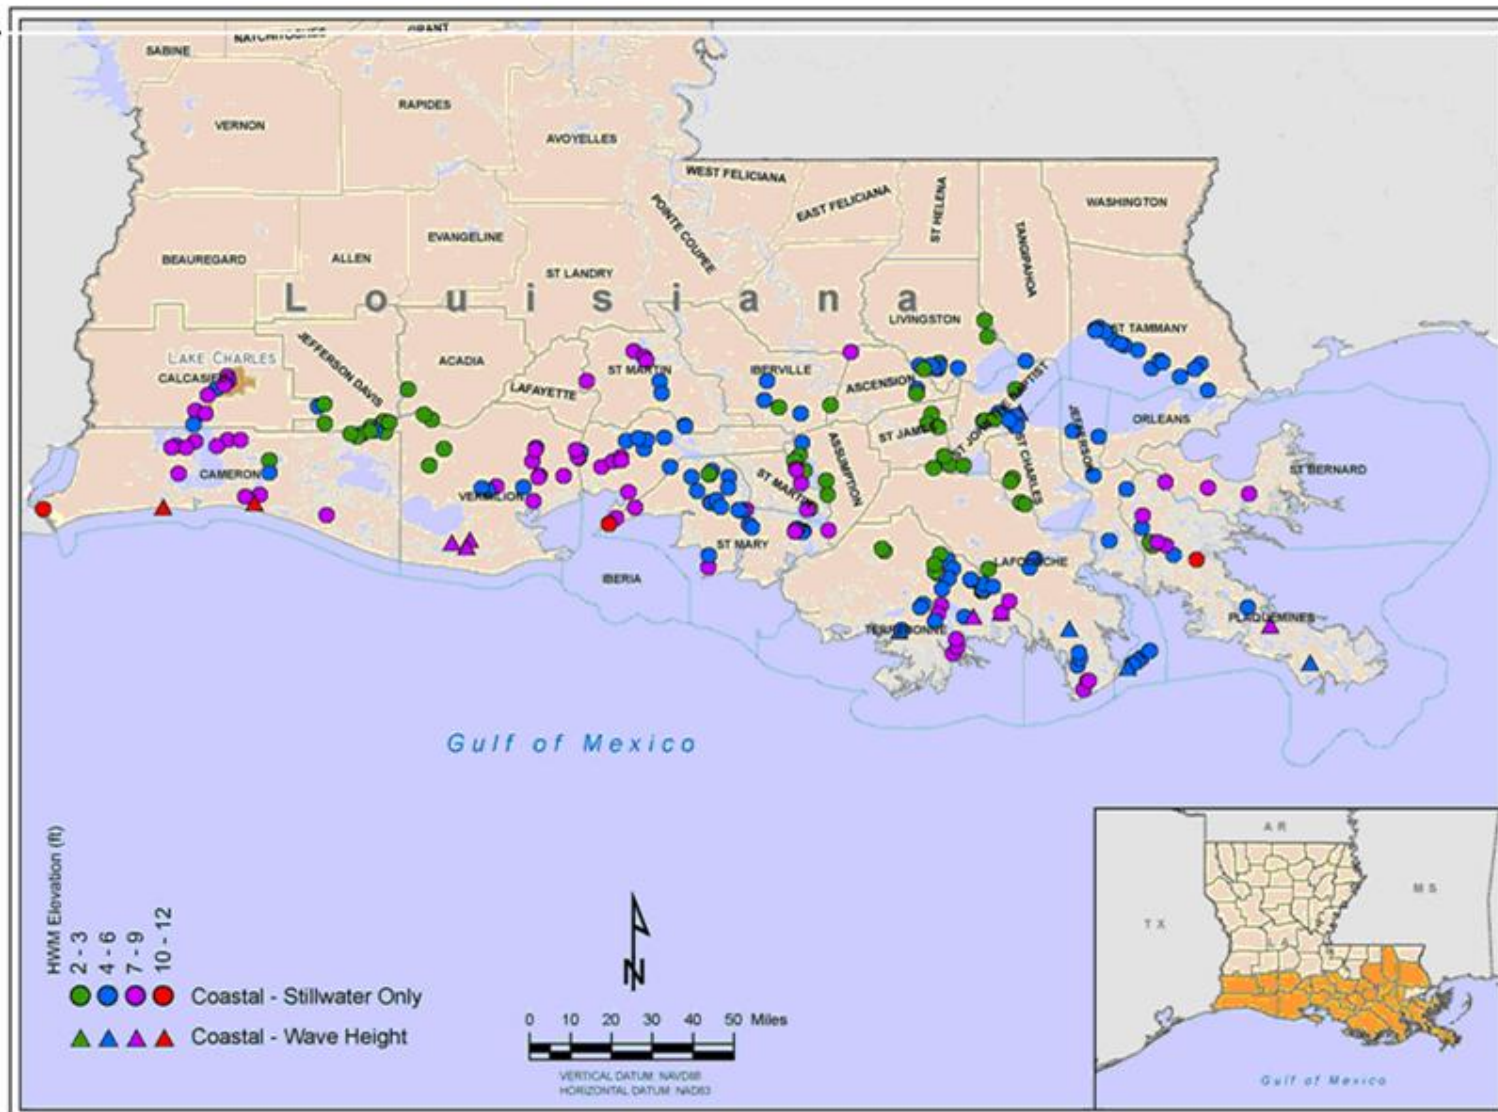 NATCHITOCHES
GRANT
SABINE
RAPIDES
VERNON
AVOYELLES
WEST FELICIANA
EAST FELICIANA
ST HELENA
WASHINGTON
POINTE COUPEE
TANGIPAHOA
EVANGELINE
BEAUREGARD
ALLEN
ST LANDRY
Louisiana
LIVINGSTON
ST TAMMANY
LAKE CHARLES
JEFFERSON DAVIS
ACADIA
CALCASIEU
ST MARTIN
IBERVILLE
ASCENSION
LAFAYETTE
BAPTIST
ORLEANS
JEFFERSON
ST JAMES
ST JOHN
ST CHARLES
ASSUMPTION
ST BERNARD
CAMERON
ST MARTIN
VERMILION
ST MARY
LAFOURCHE
IBERIA
TERREBONNE
PLAQUEMINES
Gulf of Mexico
HWM Elevation (ft)
2 - 3
4 - 6
7 - 9
10 - 12
Coastal - Stillwater Only
Coastal - Wave Height
N
0 10 20 30 40 50 Miles
VERTICAL DATUM: NAVD88
HORIZONTAL DATUM: NAD83
AR
MS
TX
LA
Gulf of Mexico